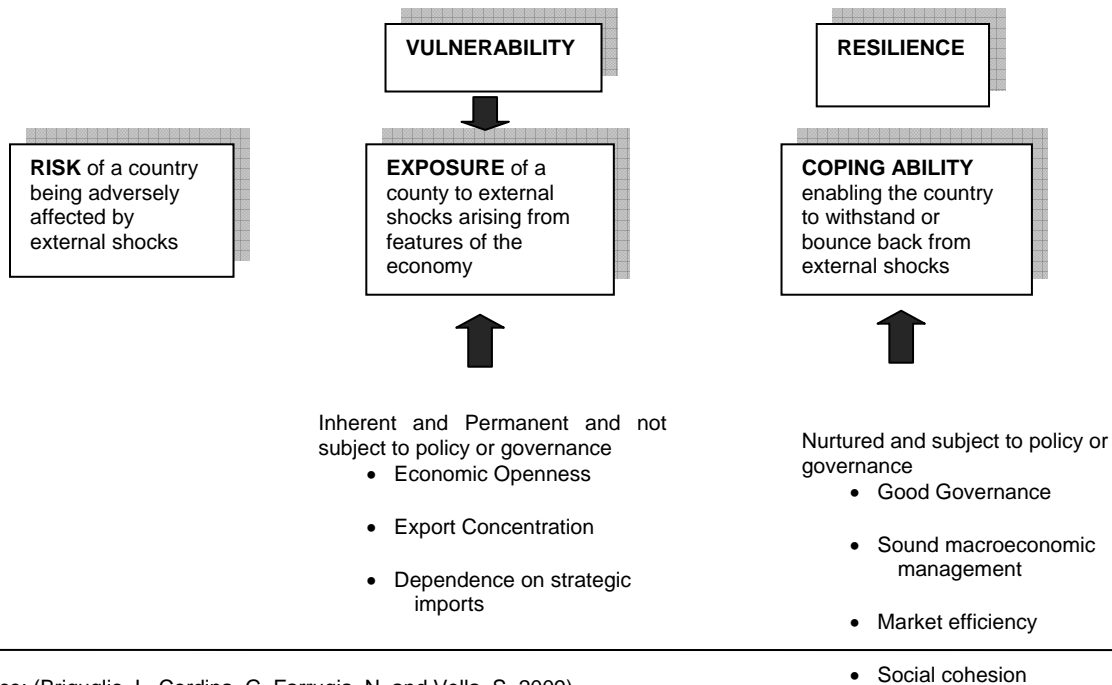 VULNERABILITY
RESILIENCE
RISK of a country
being adversely
affected by
external shocks
EXPOSURE of a
county to external
shocks arising from
features of the
economy
COPING ABILITY
enabling the country
to withstand or
bounce back from
external shocks
Inherent and Permanent and not
subject to policy or governance
• Economic Openness
• Export Concentration
• Dependence on strategic
imports
Nurtured and subject to policy or
governance
• Good Governance
• Sound macroeconomic
management
• Market efficiency
• Social cohesion